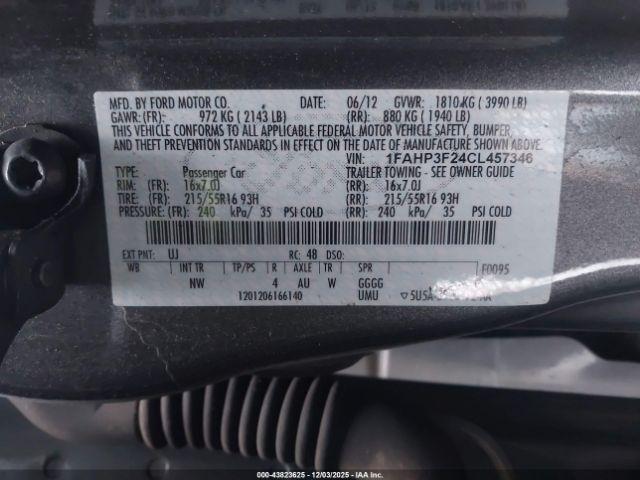 MFD. BY FORD MOTOR CO. DATE: 06/12 GVWR: 1810 KG ( 3990 LB)
GAWR: (FR): 972 KG ( 2143 LB) (RR): 880 KG ( 1940 LB)
THIS VEHICLE CONFORMS TO ALL APPLICABLE FEDERAL MOTOR VEHICLE SAFETY, BUMPER,
AND THEFT PREVENTION STANDARDS IN EFFECT ON THE DATE OF MANUFACTURE SHOWN ABOVE.
VIN: 1FAHP3F24CL457346
TYPE: Passenger Car TRAILER TOWING - SEE OWNER GUIDE
RIM: (FR): 16x7.0J (RR): 16x7.0J
TIRE: (FR): 215/55R16 93H (RR): 215/55R16 93H
PRESSURE: (FR): 240 kPa/ 35 PSI COLD (RR): 240 kPa/ 35 PSI COLD
EXT PNT: UJ RC: 48 DSO: F0095
WB INT TR TP/PS R AXLE TR SPR
NW 4 AU W GGGG
1201206166140 UMU
Copart: 43823625 - 12/03/2025 - IAA Inc.